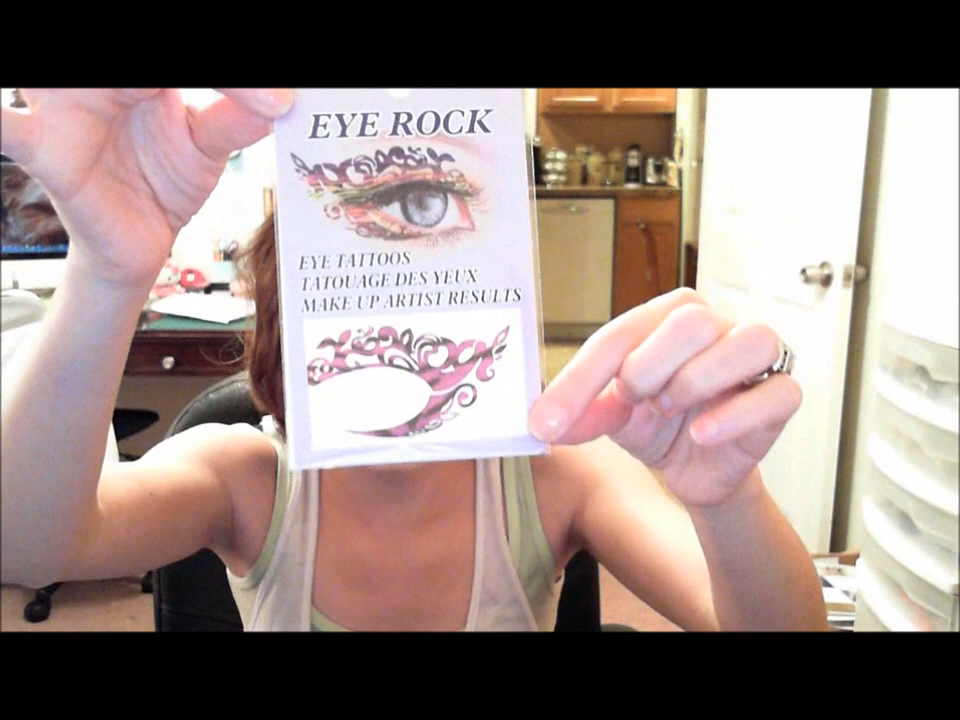 EYE ROCK
EYE TATTOOS
TATOUAGE DES YEUX
MAKE UP ARTIST RESULTS